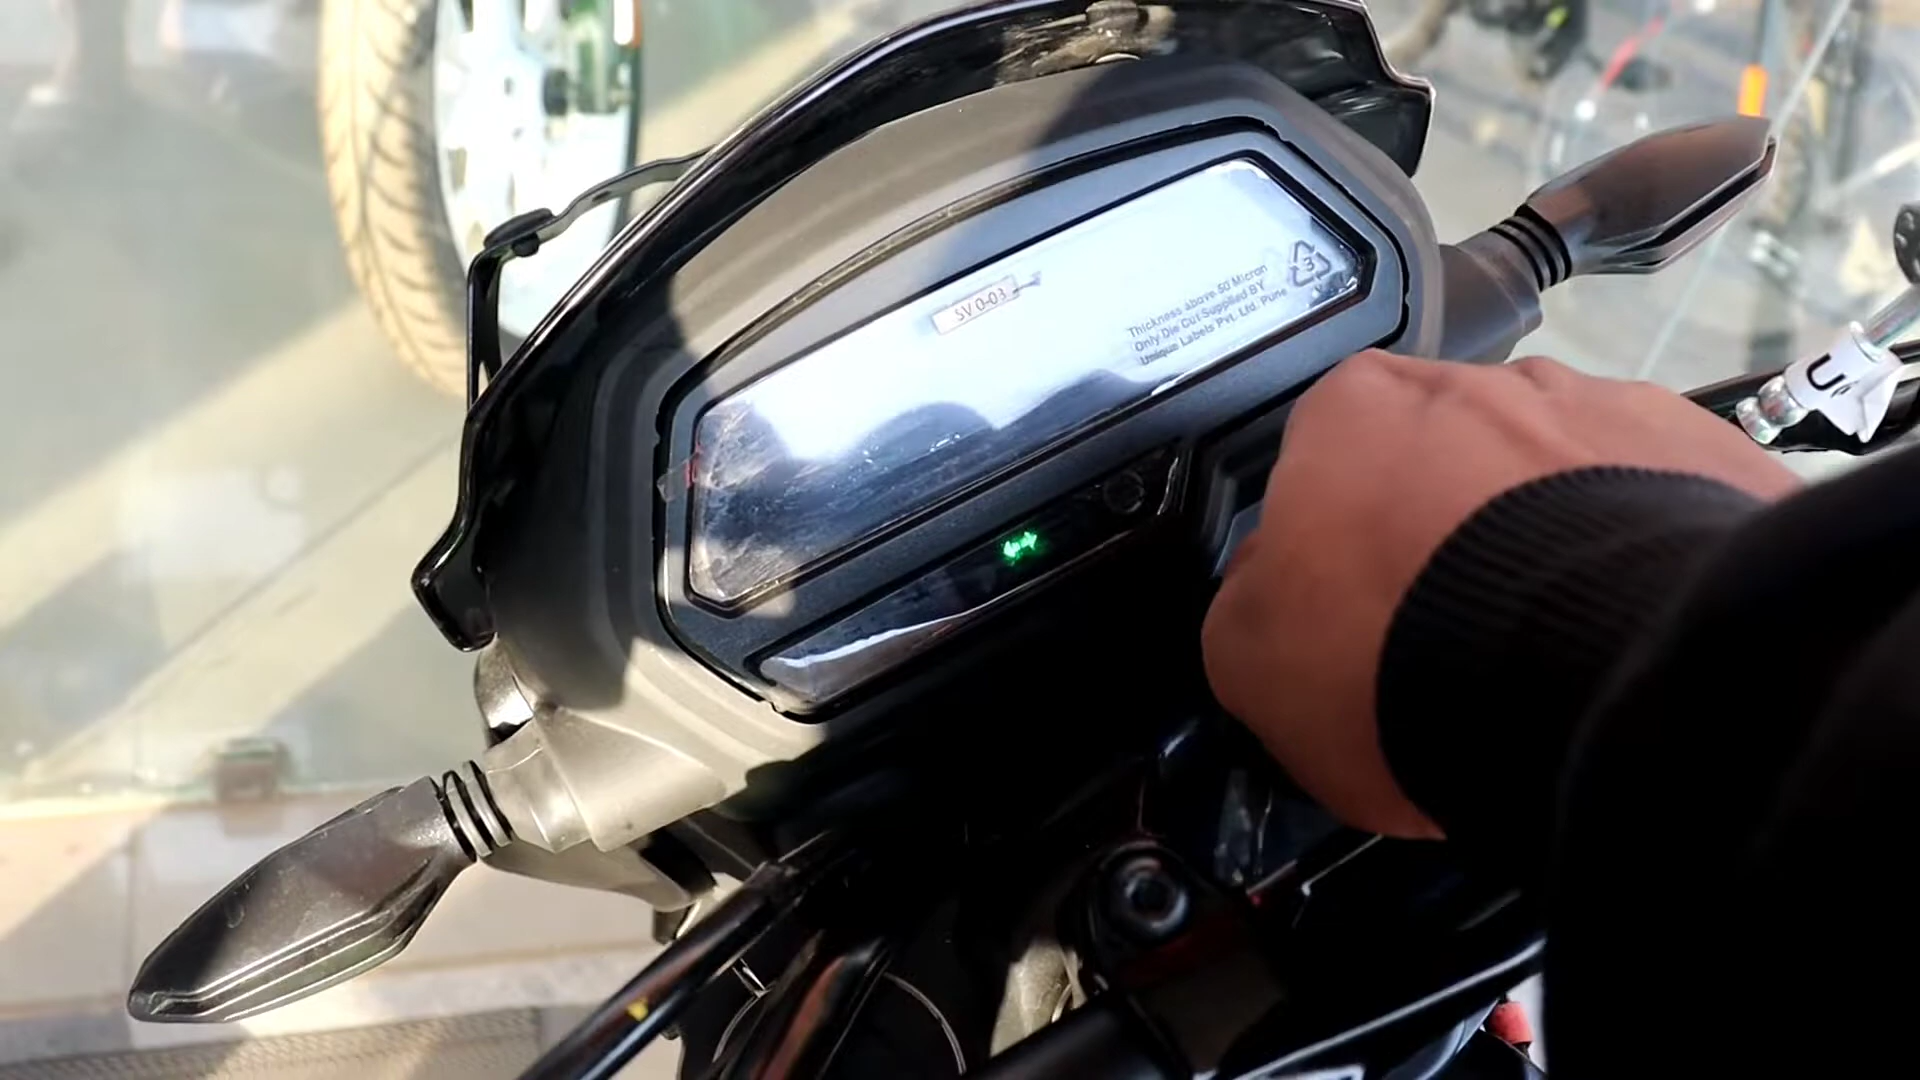 SV 0-03
3
Thickness above 50 Micron
Only Die Cut Supplied BY
Unique Labels Pvt. Ltd. Pune
U